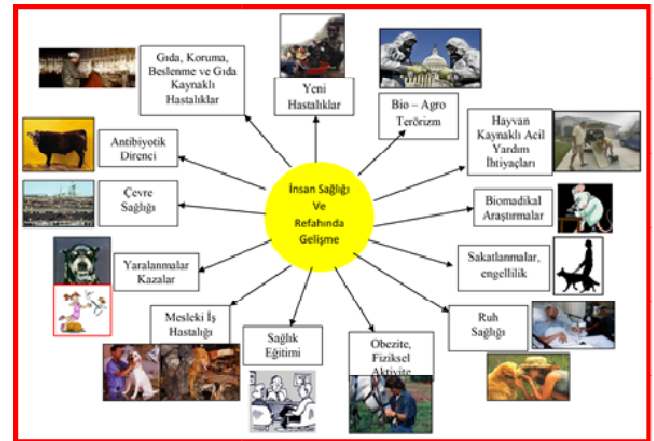 Gıda, Koruma,
Beslenme ve Gıda
Kaynaklı
Hastalıklar
Yeni
Hastalıklar
Bio – Agro
Terörizm
Hayvan
Kaynaklı Acil
Yardım
İhtiyaçları
Antibiyotik
Direnci
Çevre
Sağlığı
İnsan Sağlığı
Ve
Refahında
Gelişme
Biomadikal
Araştırmalar
Sakatlanmalar,
engellilik
Yaralanmalar
Kazalar
Mesleki İş
Hastalığı
Sağlık
Eğitimi
Obezite,
Fiziksel
Aktivite
Ruh
Sağlığı